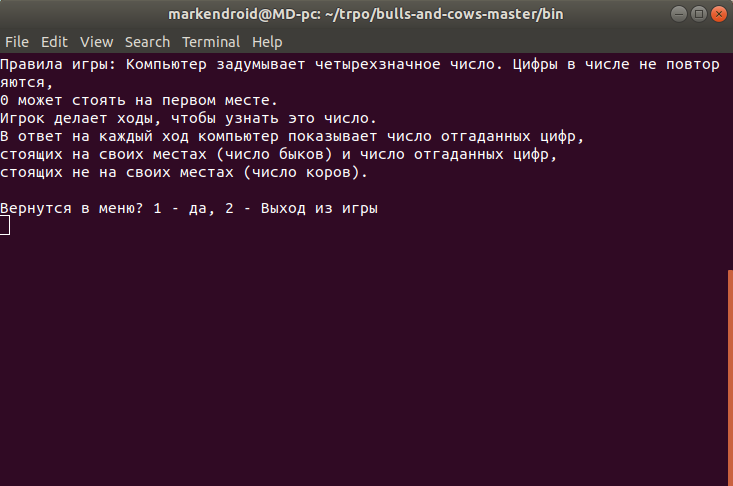 markendroid@MD-pc: ~/trpo/bulls-and-cows-master/bin
File Edit View Search Terminal Help
Правила игры: Компьютер задумывает четырехзначное число. Цифры в числе не повтор
яются,
0 может стоять на первом месте.
Игрок делает ходы, чтобы узнать это число.
В ответ на каждый ход компьютер показывает число отгаданных цифр,
стоящих на своих местах (число быков) и число отгаданных цифр,
стоящих не на своих местах (число коров).
Вернутся в меню? 1 - да, 2 - Выход из игры